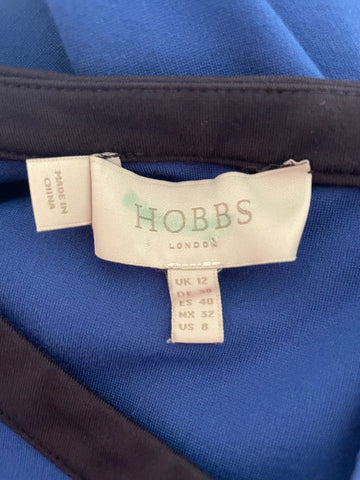 MADE IN
CHINA
HOBBS
LONDON
UK 12
DE 38
ES 40
MX 32
US 8